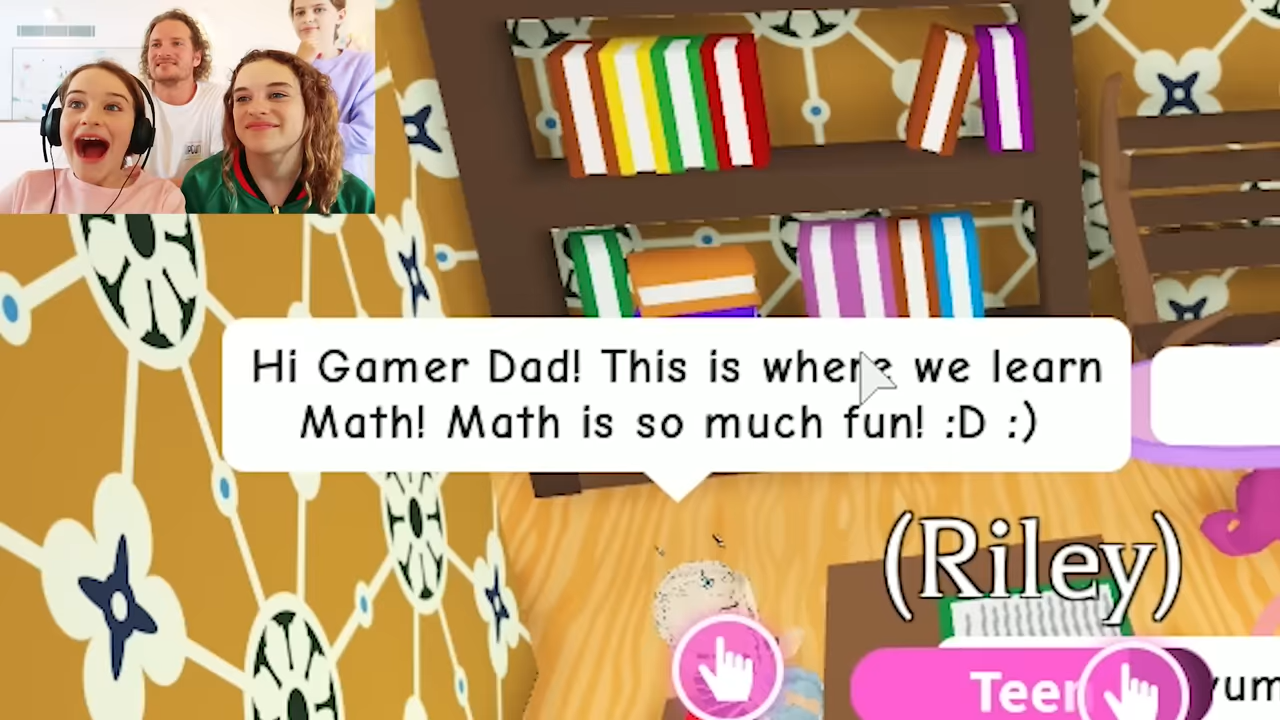 Hi Gamer Dad! This is where we learn
Math! Math is so much fun! :D :)
(Riley)
Teen